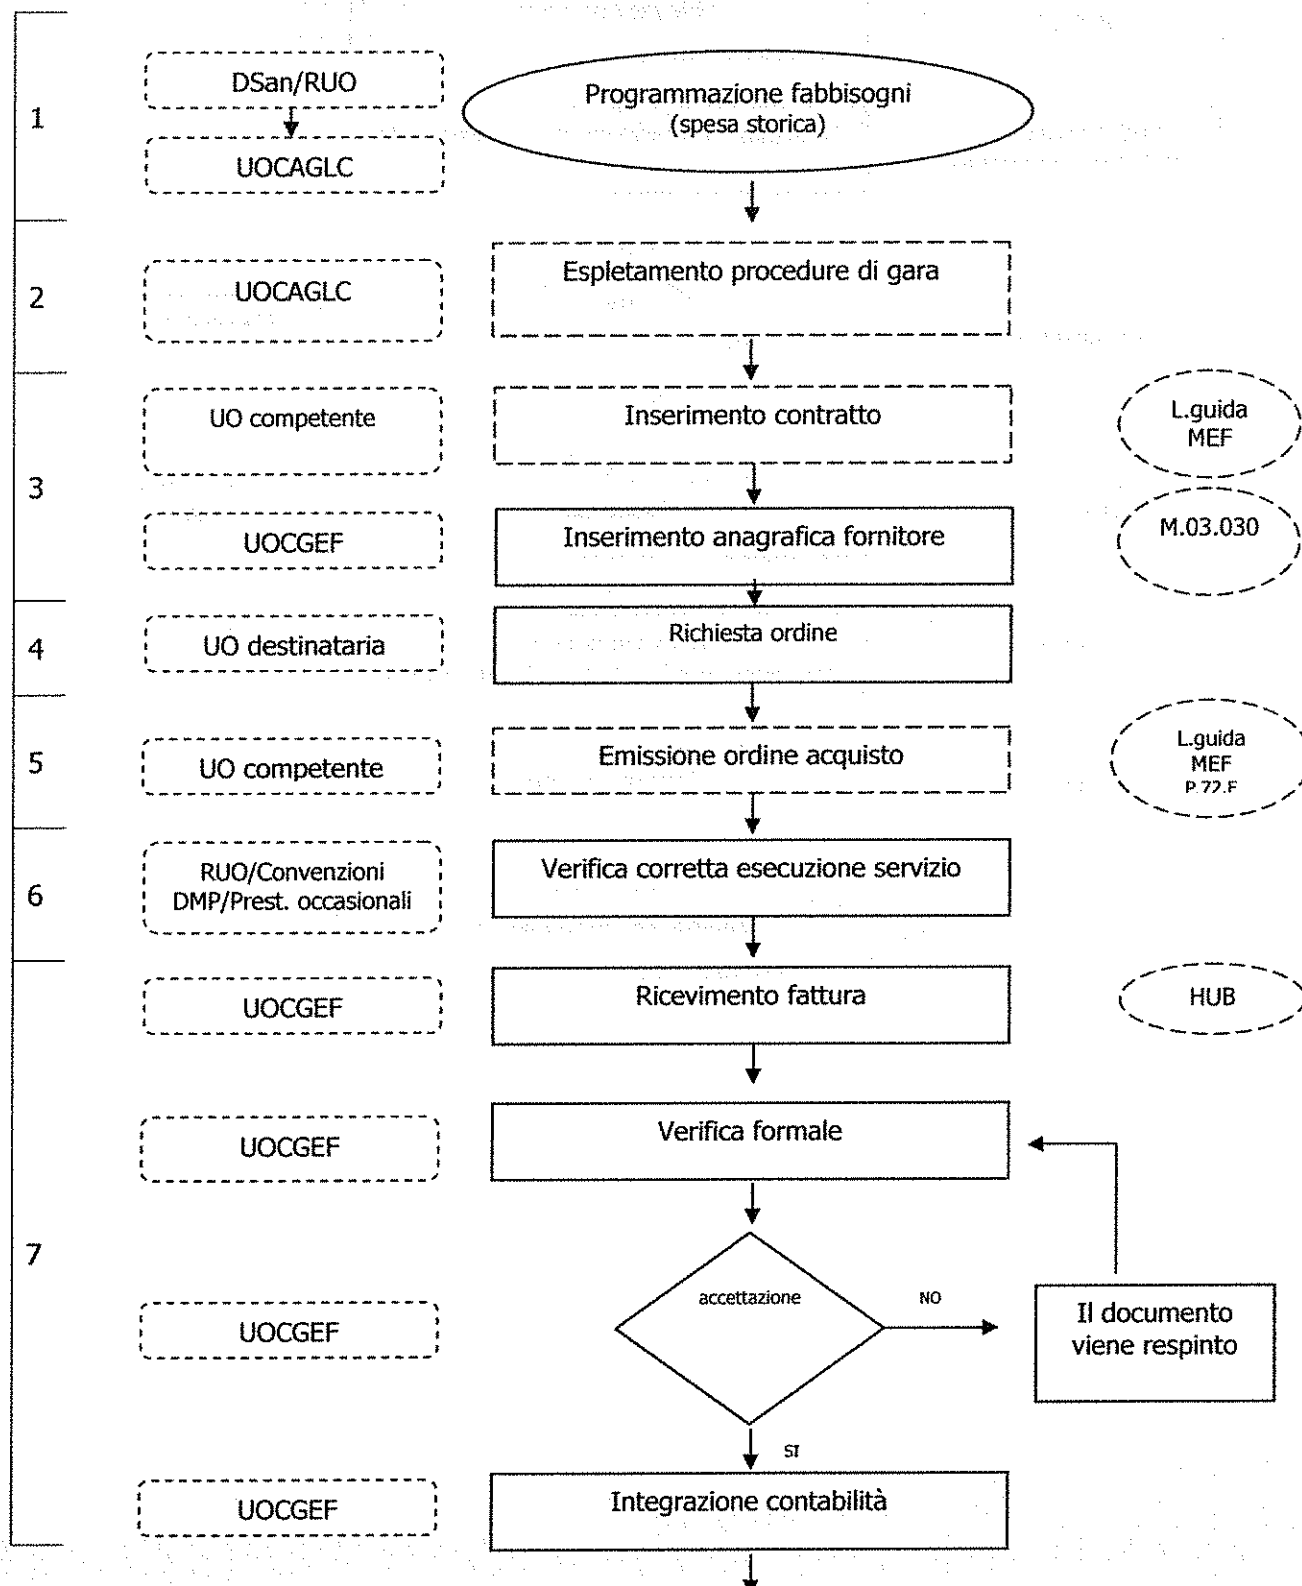 1
DSan/RUO
UOCAGLC
Programmazione fabbisogni
(spesa storica)
2
UOCAGLC
Espletamento procedure di gara
3
UO competente
Inserimento contratto
L.guida
MEF
UOCGEF
Inserimento anagrafica fornitore
M.03.030
4
UO destinataria
Richiesta ordine
5
UO competente
Emissione ordine acquisto
L.guida
MEF
P.72.F
6
RUO/Convenzioni
DMP/Prest. occasionali
Verifica corretta esecuzione servizio
7
UOCGEF
Ricevimento fattura
HUB
UOCGEF
Verifica formale
UOCGEF
accettazione
NO
Il documento
viene respinto
SI
UOCGEF
Integrazione contabilità